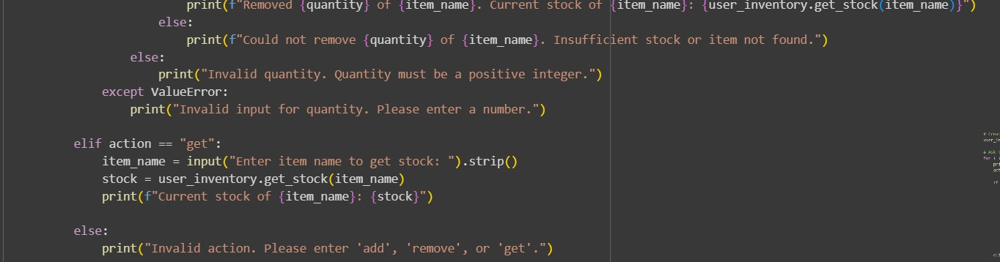 print(f"Removed {quantity} of {item_name}. Current stock of {item_name}: {user_inventory.get_stock(item_name)}")
else:
print(f"Could not remove {quantity} of {item_name}. Insufficient stock or item not found.")
else:
print("Invalid quantity. Quantity must be a positive integer.")
except ValueError:
print("Invalid input for quantity. Please enter a number.")
elif action == "get":
item_name = input("Enter item name to get stock: ").strip()
stock = user_inventory.get_stock(item_name)
print(f"Current stock of {item_name}: {stock}")
else:
print("Invalid action. Please enter 'add', 'remove', or 'get'.")